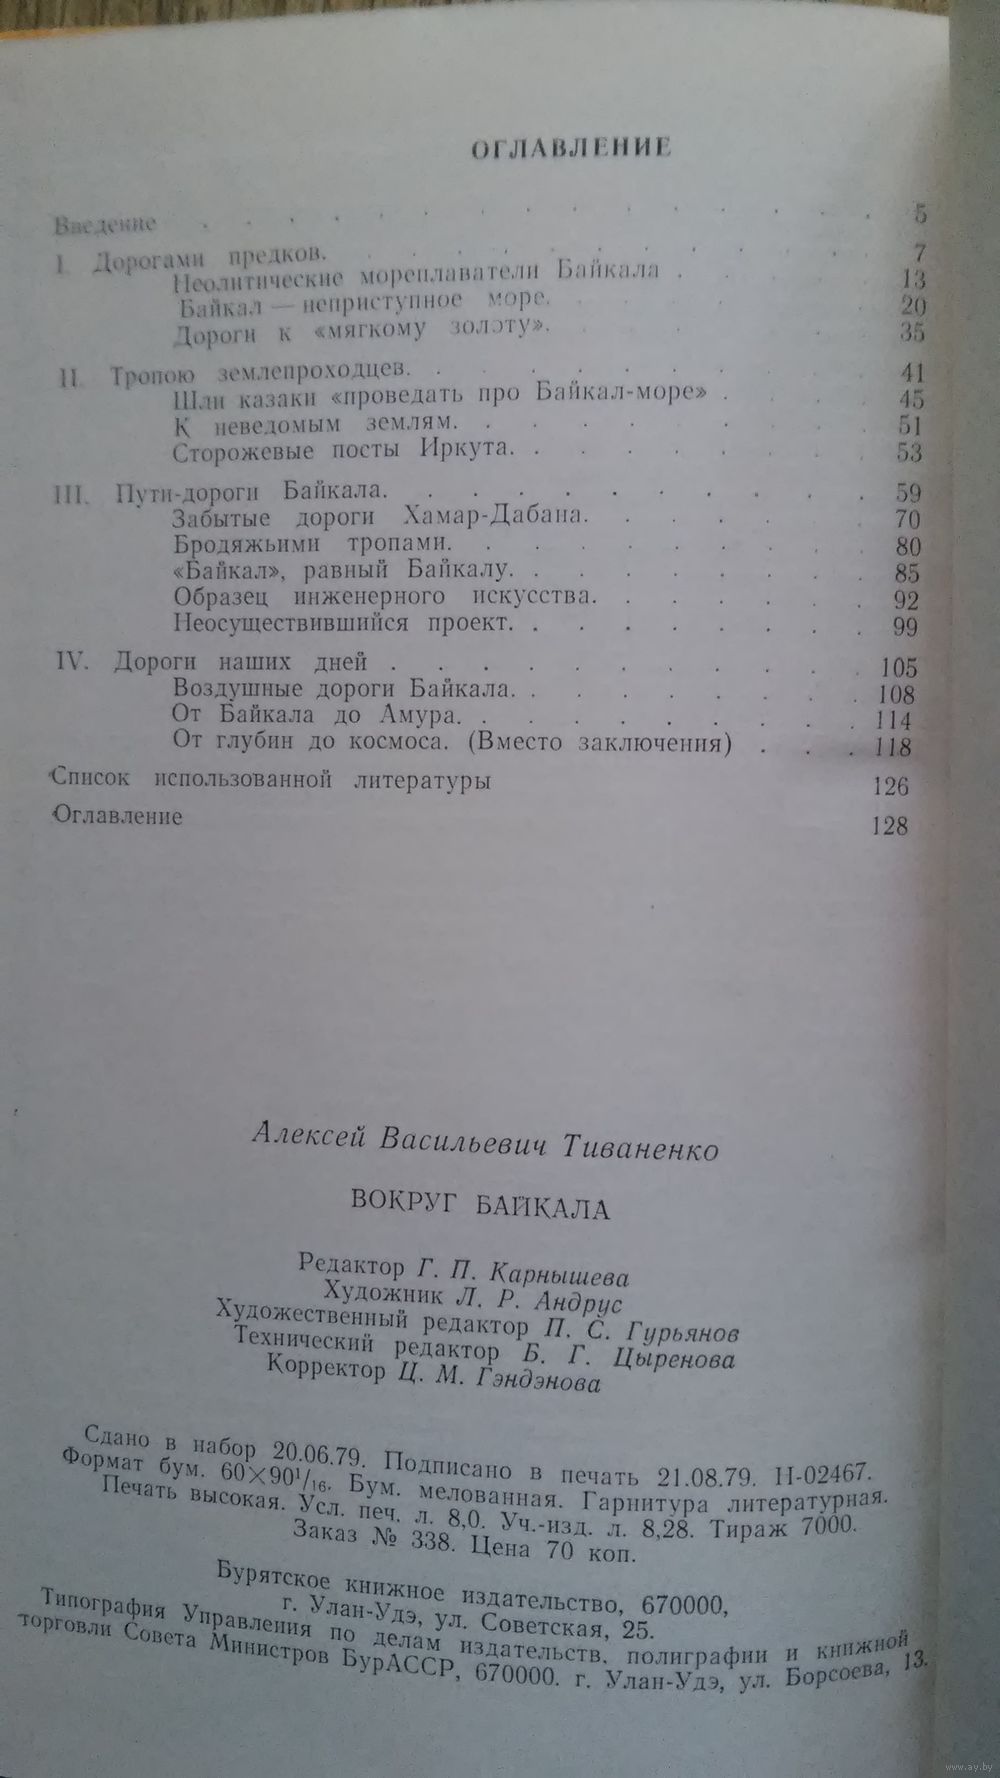 ОГЛАВЛЕНИЕ
Введение . . . . . . . . . . . . . . . 5
I. Дорогами предков. . . . . . . . . . . 7
Неолитические мореплаватели Байкала . . . . 13
Байкал — неприступное море. . . . . 20
Дороги к «мягкому золоту». . . . . 35
II. Тропою землепроходцев. . . . . . . . . . 41
Шли казаки «проведать про Байкал-море» . . . . 45
К неведомым землям. . . . . . . . . 51
Сторожевые посты Иркута. . . . . . . . . 53
III. Пути-дороги Байкала. . . . . . . . . . . 59
Забытые дороги Хамар-Дабана. . . . . . 70
Бродяжьими тропами. . . . . . . . . . 80
«Байкал», равный Байкалу. . . . . . . . . 85
Образец инженерного искусства. . . . . . . 92
Неосуществившийся проект. . . . . . . . . 99
IV. Дороги наших дней . . . . . . . . . . . 105
Воздушные дороги Байкала. . . . . . . . . 108
От Байкала до Амура. . . . . . . . . . 114
От глубин до космоса. (Вместо заключения) . . . 118
Список использованной литературы 126
Оглавление 128
Алексей Васильевич Тиваненко
ВОКРУГ БАЙКАЛА
Редактор Г. П. Карнышева
Художник Л. Р. Андрус
Художественный редактор П. С. Гурьянов
Технический редактор Б. Г. Цыренова
Корректор Ц. М. Гэндэнова
Сдано в набор 20.06.79. Подписано в печать 21.08.79. Н-02467.
Формат бум. 60×90¹/₁₆. Бум. мелованная. Гарнитура литературная.
Печать высокая. Усл. печ. л. 8,0. Уч.-изд. л. 8,28. Тираж 7000.
Заказ № 338. Цена 70 коп.
Бурятское книжное издательство, 670000,
г. Улан-Удэ, ул. Советская, 25.
Типография Управления по делам издательств, полиграфии и книжной
торговли Совета Министров БурАССР, 670000. г. Улан-Удэ, ул. Борсоева, 13.
www.ay.by